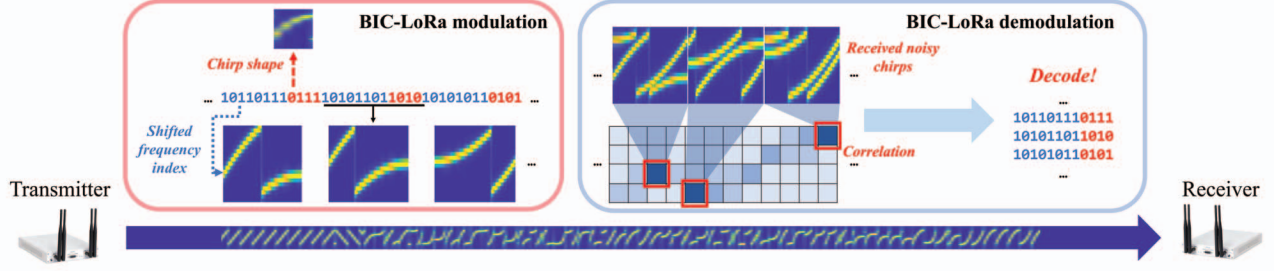 BIC-LoRa modulation
Chirp shape
... 101101110111101011011010101010110101 ...
Shifted
frequency
index
...
BIC-LoRa demodulation
...
Received noisy
chirps
...
...
Correlation
...
Decode!
...
101101110111
101011011010
101010110101
...
Transmitter
Receiver